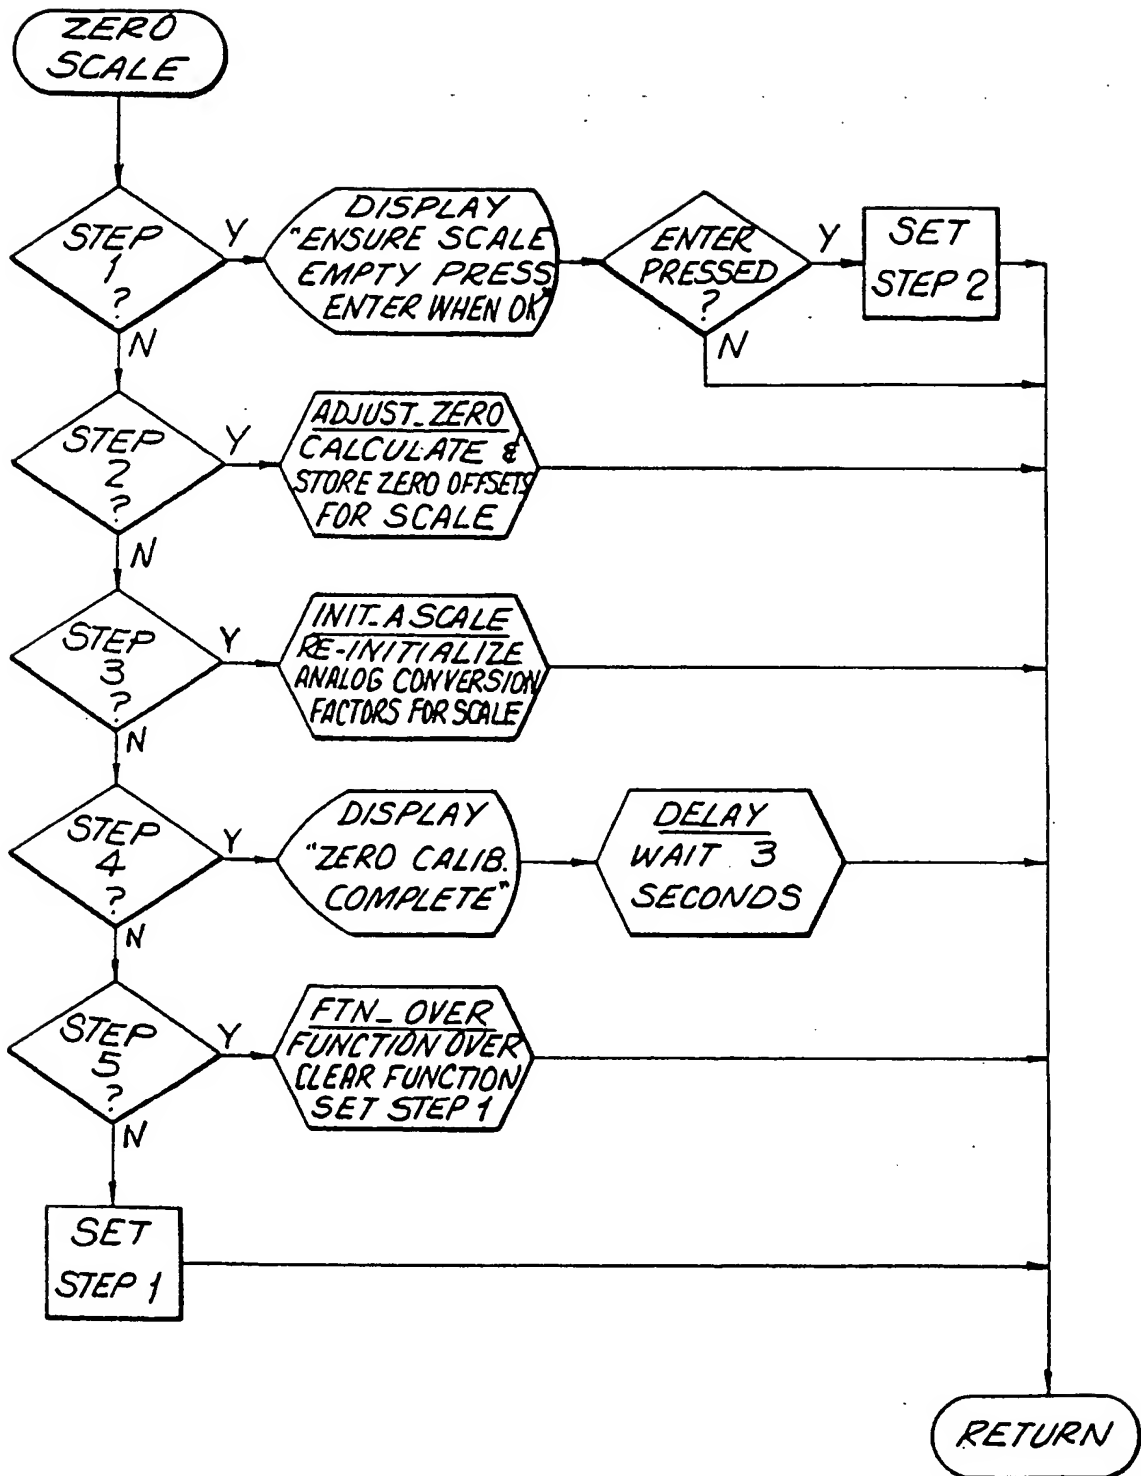 ZERO
SCALE
STEP
1
?
Y
N
DISPLAY
"ENSURE SCALE
EMPTY PRESS
ENTER WHEN OK"
ENTER
PRESSED
?
Y
N
SET
STEP 2
STEP
2
?
Y
N
ADJUST_ZERO
CALCULATE &
STORE ZERO OFFSETS
FOR SCALE
STEP
3
?
Y
N
INIT_ASCALE
RE-INITIALIZE
ANALOG CONVERSION
FACTORS FOR SCALE
STEP
4
?
Y
N
DISPLAY
"ZERO CALIB.
COMPLETE"
DELAY
WAIT 3
SECONDS
STEP
5
?
Y
N
FTN_OVER
FUNCTION OVER
CLEAR FUNCTION
SET STEP 1
SET
STEP 1
RETURN